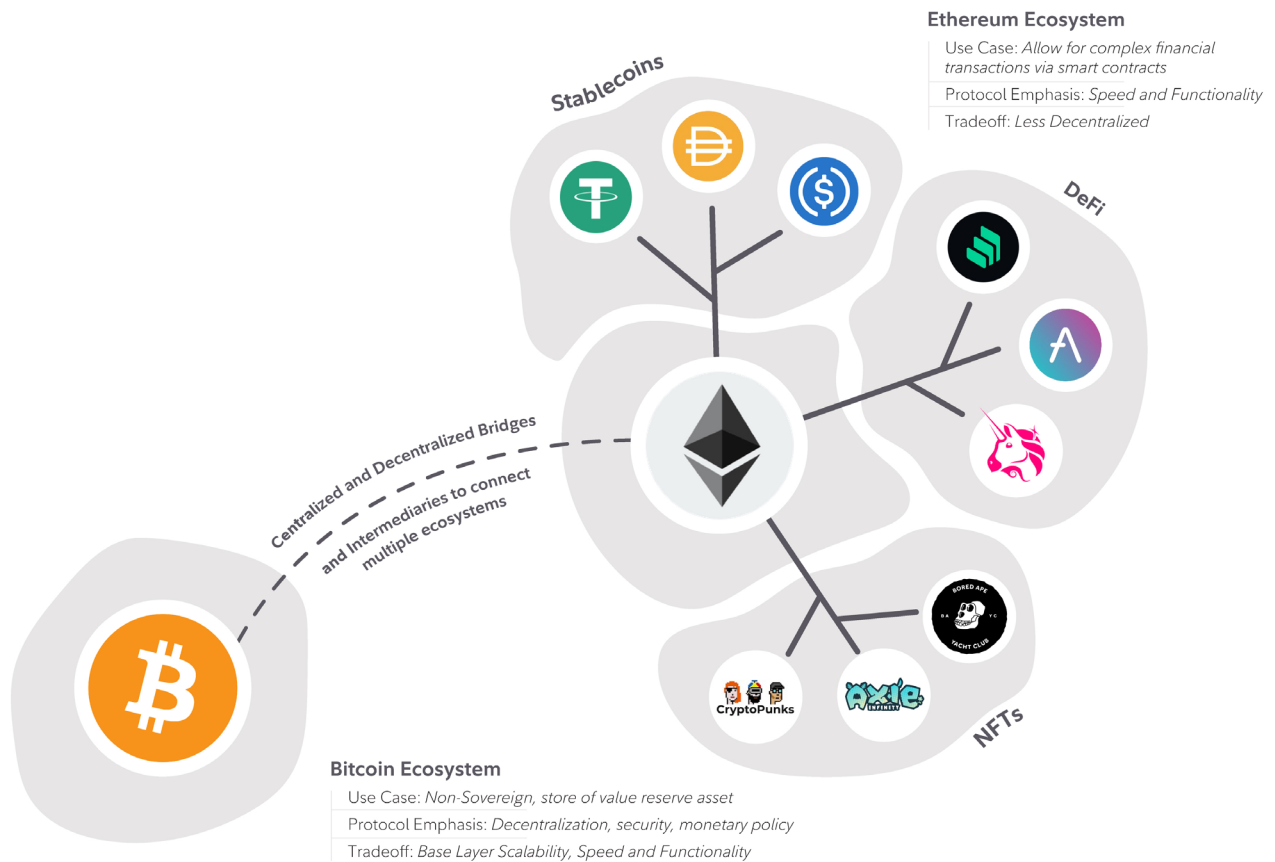 Ethereum Ecosystem
Use Case: Allow for complex financial
transactions via smart contracts
Protocol Emphasis: Speed and Functionality
Tradeoff: Less Decentralized
Stablecoins
DeFi
Centralized and Decentralized Bridges
and Intermediaries to connect
multiple ecosystems
BORED APE
BA YC
YACHT CLUB
CryptoPunks
AXIE
INFINITY
NFTs
Bitcoin Ecosystem
Use Case: Non-Sovereign, store of value reserve asset
Protocol Emphasis: Decentralization, security, monetary policy
Tradeoff: Base Layer Scalability, Speed and Functionality